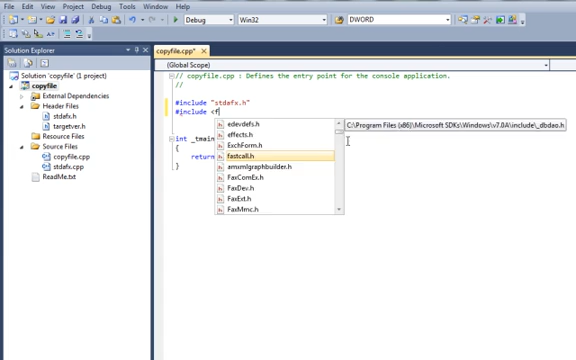 File Edit View Project Debug Tools Window Help
Debug Win32 DWORD
Solution Explorer
Solution 'copyfile' (1 project)
copyfile
External Dependencies
Header Files
stdafx.h
targetver.h
Resource Files
Source Files
copyfile.cpp
stdafx.cpp
ReadMe.txt
copyfile.cpp*
(Global Scope)
// copyfile.cpp : Defines the entry point for the console application.
//
#include "stdafx.h"
#include <f
int _tmain
{
return
}
edevdefs.h
effects.h
ExchForm.h
fastcall.h
amxmlgraphbuilder.h
FaxComEx.h
FaxDev.h
FaxExt.h
FaxMmc.h
C:\Program Files (x86)\Microsoft SDKs\Windows\v7.0A\include\_dbdao.h